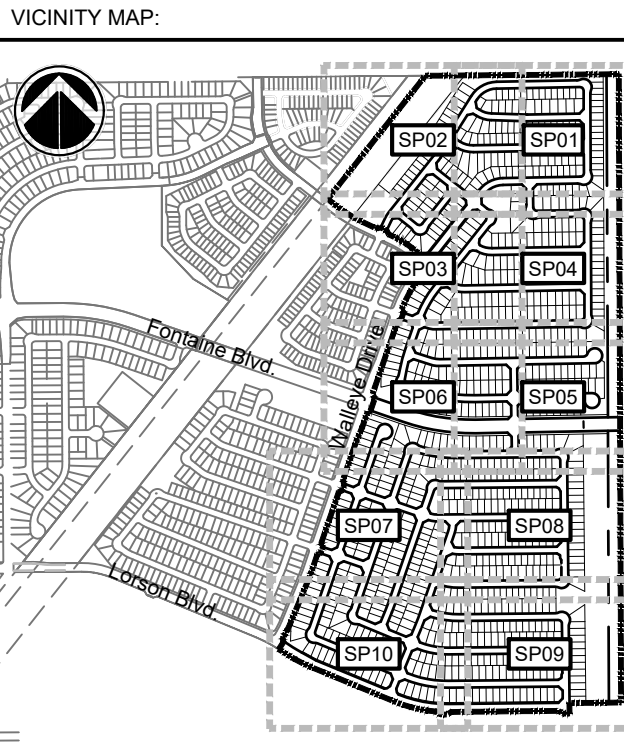 VICINITY MAP:
SP02 SP01
SP03 SP04
Fontaine Blvd.
Walleye Drive
SP06 SP05
SP07 SP08
Lorson Blvd.
SP10 SP09